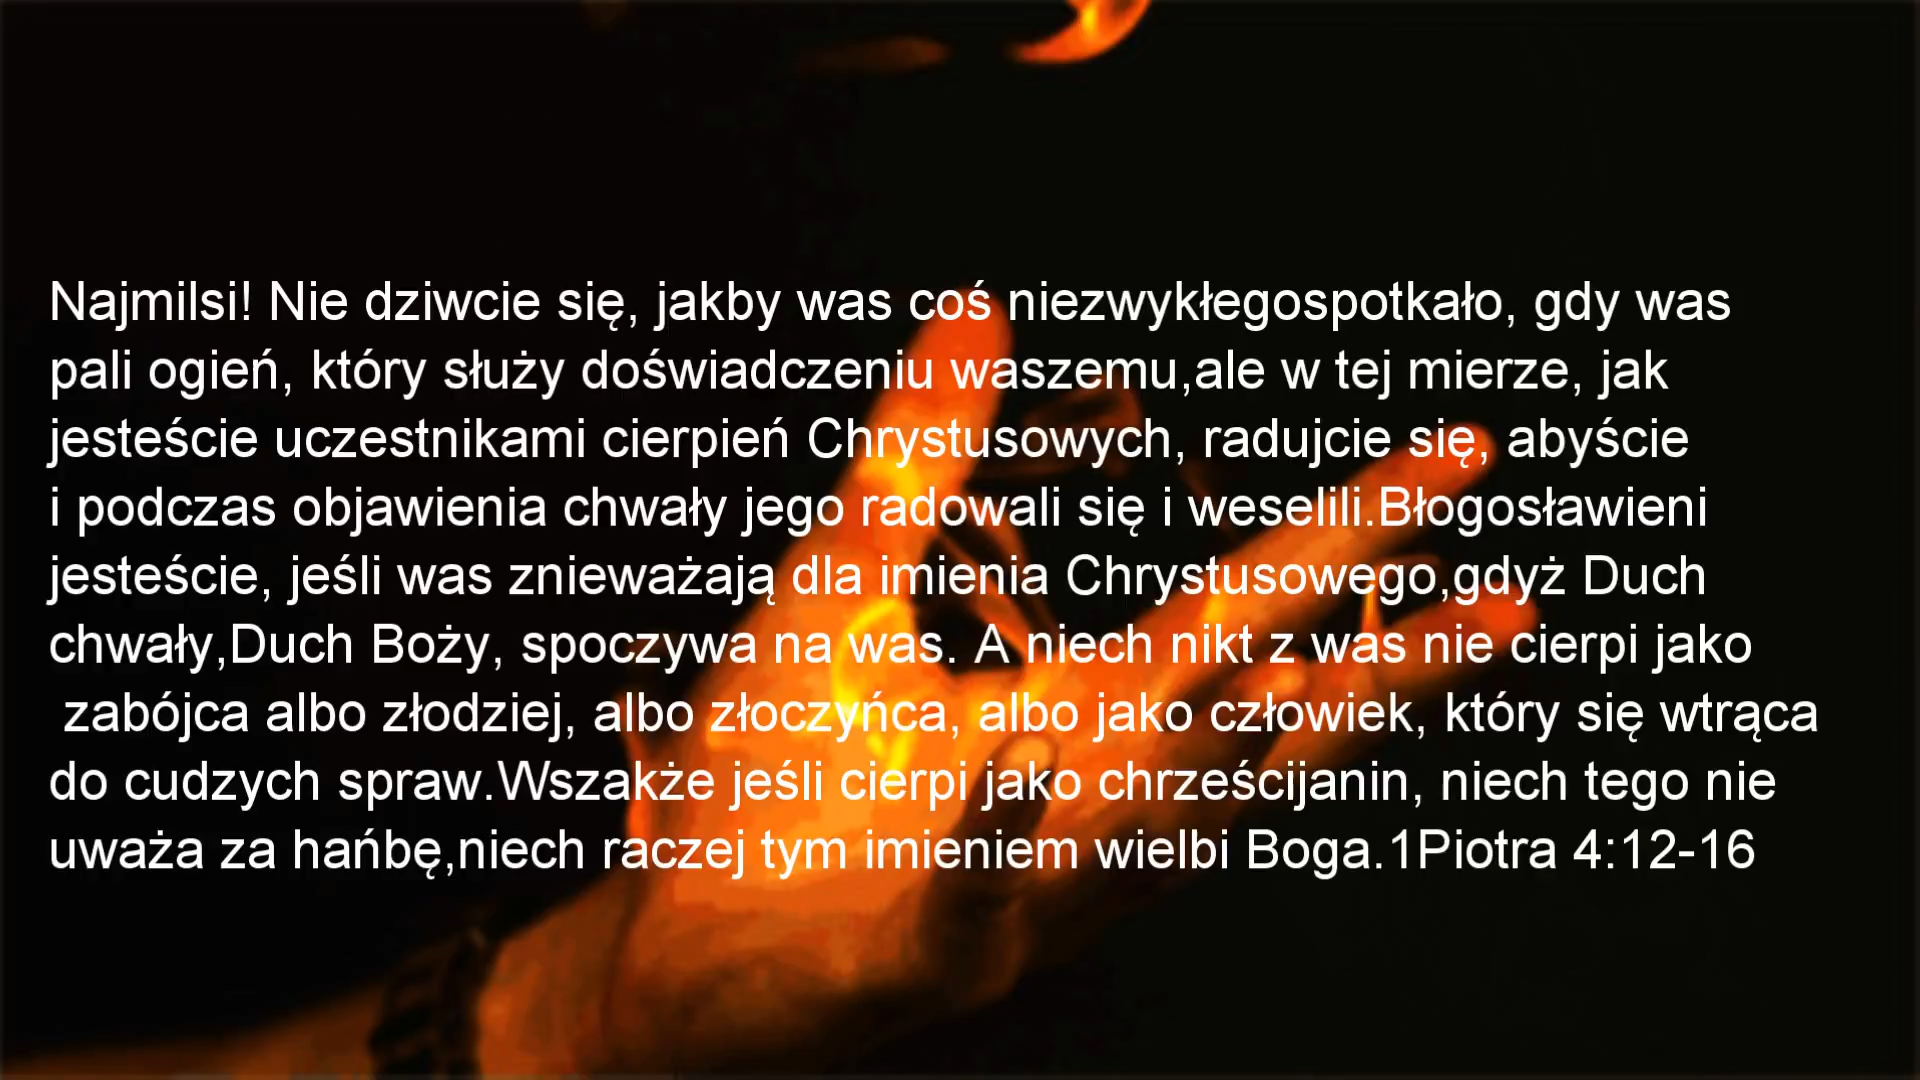 Najmilsi! Nie dziwcie się, jakby was coś niezwykłegospotkało, gdy was
pali ogień, który służy doświadczeniu waszemu,ale w tej mierze, jak
jesteście uczestnikami cierpień Chrystusowych, radujcie się, abyście
i podczas objawienia chwały jego radowali się i weselili.Błogosławieni
jesteście, jeśli was znieważają dla imienia Chrystusowego,gdyż Duch
chwały,Duch Boży, spoczywa na was. A niech nikt z was nie cierpi jako
zabójca albo złodziej, albo złoczyńca, albo jako człowiek, który się wtrąca
do cudzych spraw.Wszakże jeśli cierpi jako chrześcijanin, niech tego nie
uważa za hańbę,niech raczej tym imieniem wielbi Boga.1Piotra 4:12-16